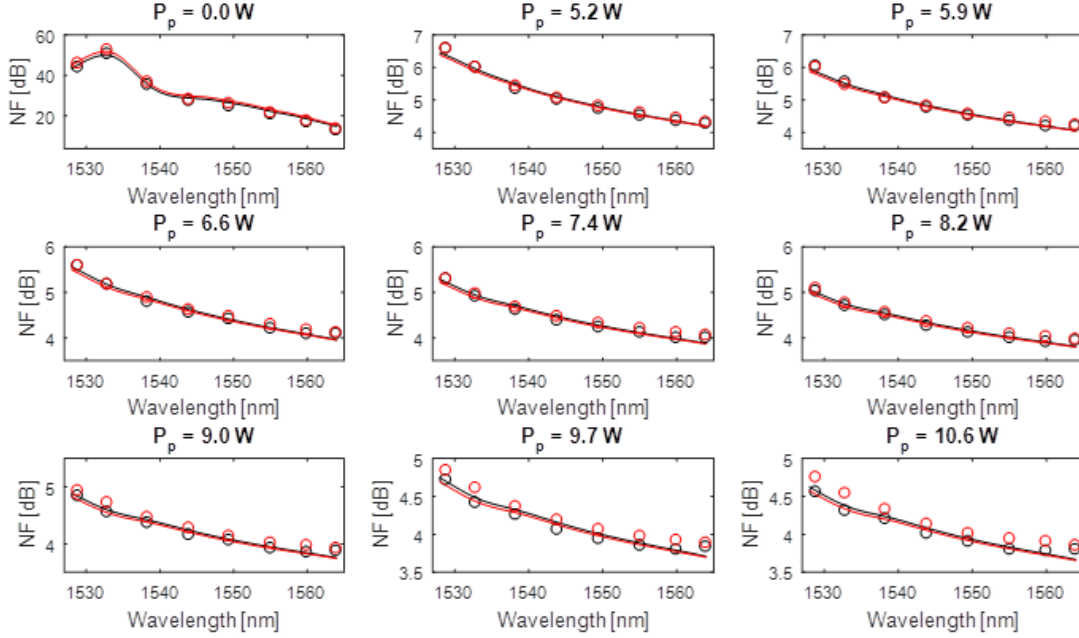 P_p = 0.0 W
P_p = 5.2 W
P_p = 5.9 W
NF [dB]
60
40
20
1530
1540
1550
1560
Wavelength [nm]
NF [dB]
7
6
5
4
1530
1540
1550
1560
Wavelength [nm]
NF [dB]
7
6
5
4
1530
1540
1550
1560
Wavelength [nm]
P_p = 6.6 W
P_p = 7.4 W
P_p = 8.2 W
NF [dB]
6
4
1530
1540
1550
1560
Wavelength [nm]
NF [dB]
6
4
1530
1540
1550
1560
Wavelength [nm]
NF [dB]
6
4
1530
1540
1550
1560
Wavelength [nm]
P_p = 9.0 W
P_p = 9.7 W
P_p = 10.6 W
NF [dB]
5
4
1530
1540
1550
1560
Wavelength [nm]
NF [dB]
5
4.5
4
3.5
1530
1540
1550
1560
Wavelength [nm]
NF [dB]
5
4.5
4
3.5
1530
1540
1550
1560
Wavelength [nm]